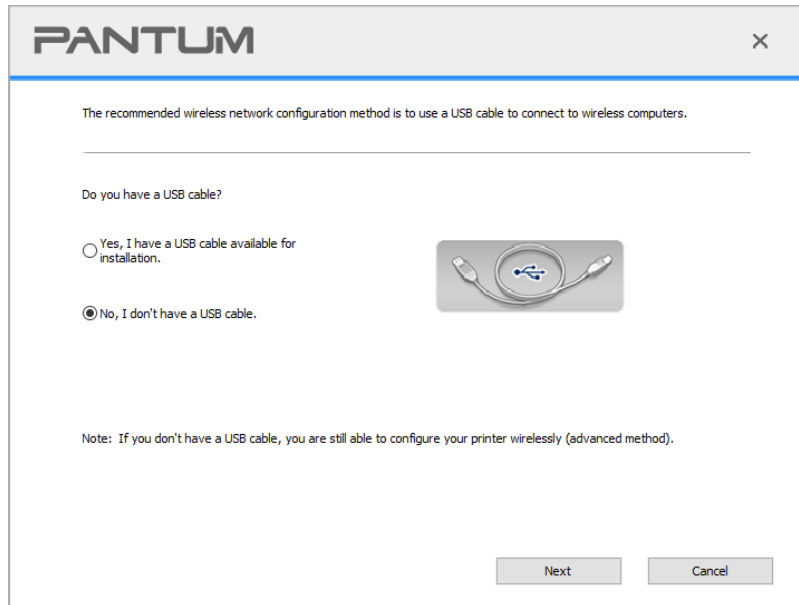 PANTUM
The recommended wireless network configuration method is to use a USB cable to connect to wireless computers.
Do you have a USB cable?
Yes, I have a USB cable available for
installation.
No, I don't have a USB cable.
Note:  If you don't have a USB cable, you are still able to configure your printer wirelessly (advanced method).
Next
Cancel